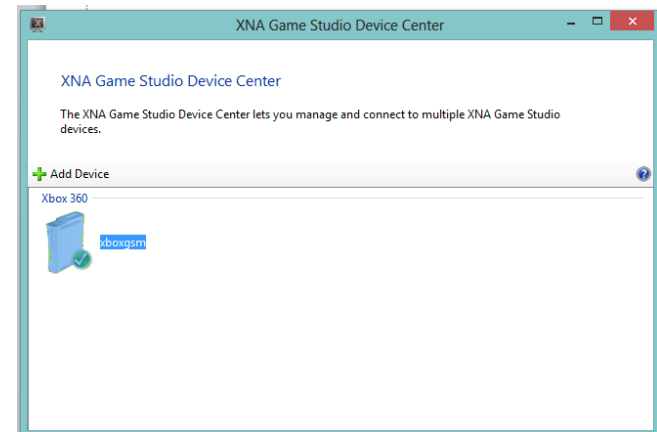 XNA Game Studio Device Center
XNA Game Studio Device Center
The XNA Game Studio Device Center lets you manage and connect to multiple XNA Game Studio
devices.
Add Device
Xbox 360
xboxgsm